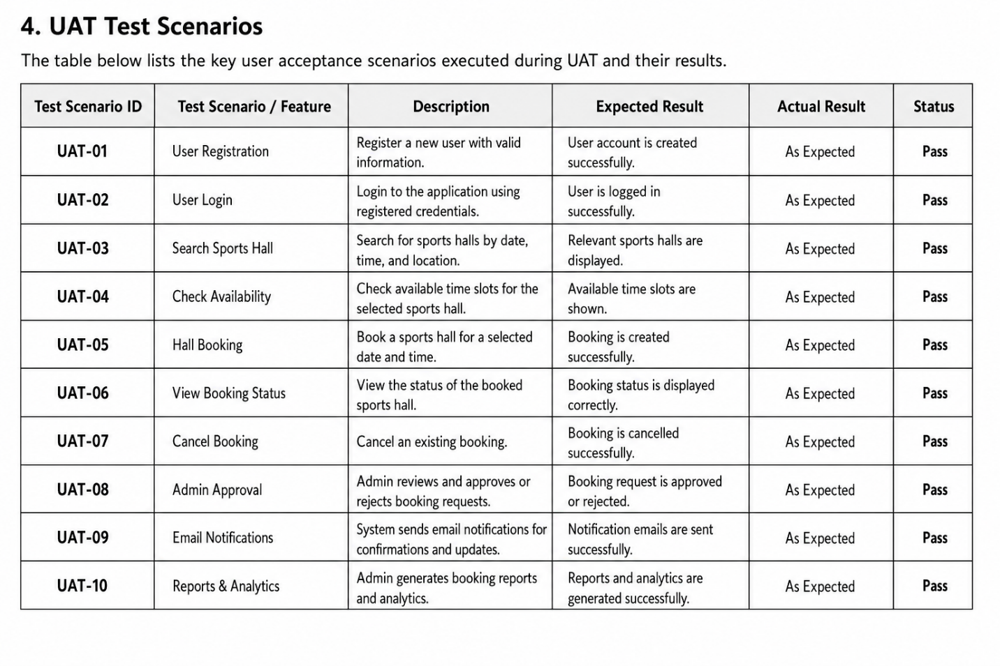 4. UAT Test Scenarios
The table below lists the key user acceptance scenarios executed during UAT and their results.
Test Scenario ID Test Scenario / Feature Description Expected Result Actual Result Status
UAT-01 User Registration Register a new user with valid information. User account is created successfully. As Expected Pass
UAT-02 User Login Login to the application using registered credentials. User is logged in successfully. As Expected Pass
UAT-03 Search Sports Hall Search for sports halls by date, time, and location. Relevant sports halls are displayed. As Expected Pass
UAT-04 Check Availability Check available time slots for the selected sports hall. Available time slots are shown. As Expected Pass
UAT-05 Hall Booking Book a sports hall for a selected date and time. Booking is created successfully. As Expected Pass
UAT-06 View Booking Status View the status of the booked sports hall. Booking status is displayed correctly. As Expected Pass
UAT-07 Cancel Booking Cancel an existing booking. Booking is cancelled successfully. As Expected Pass
UAT-08 Admin Approval Admin reviews and approves or rejects booking requests. Booking request is approved or rejected. As Expected Pass
UAT-09 Email Notifications System sends email notifications for confirmations and updates. Notification emails are sent successfully. As Expected Pass
UAT-10 Reports & Analytics Admin generates booking reports and analytics. Reports and analytics are generated successfully. As Expected Pass